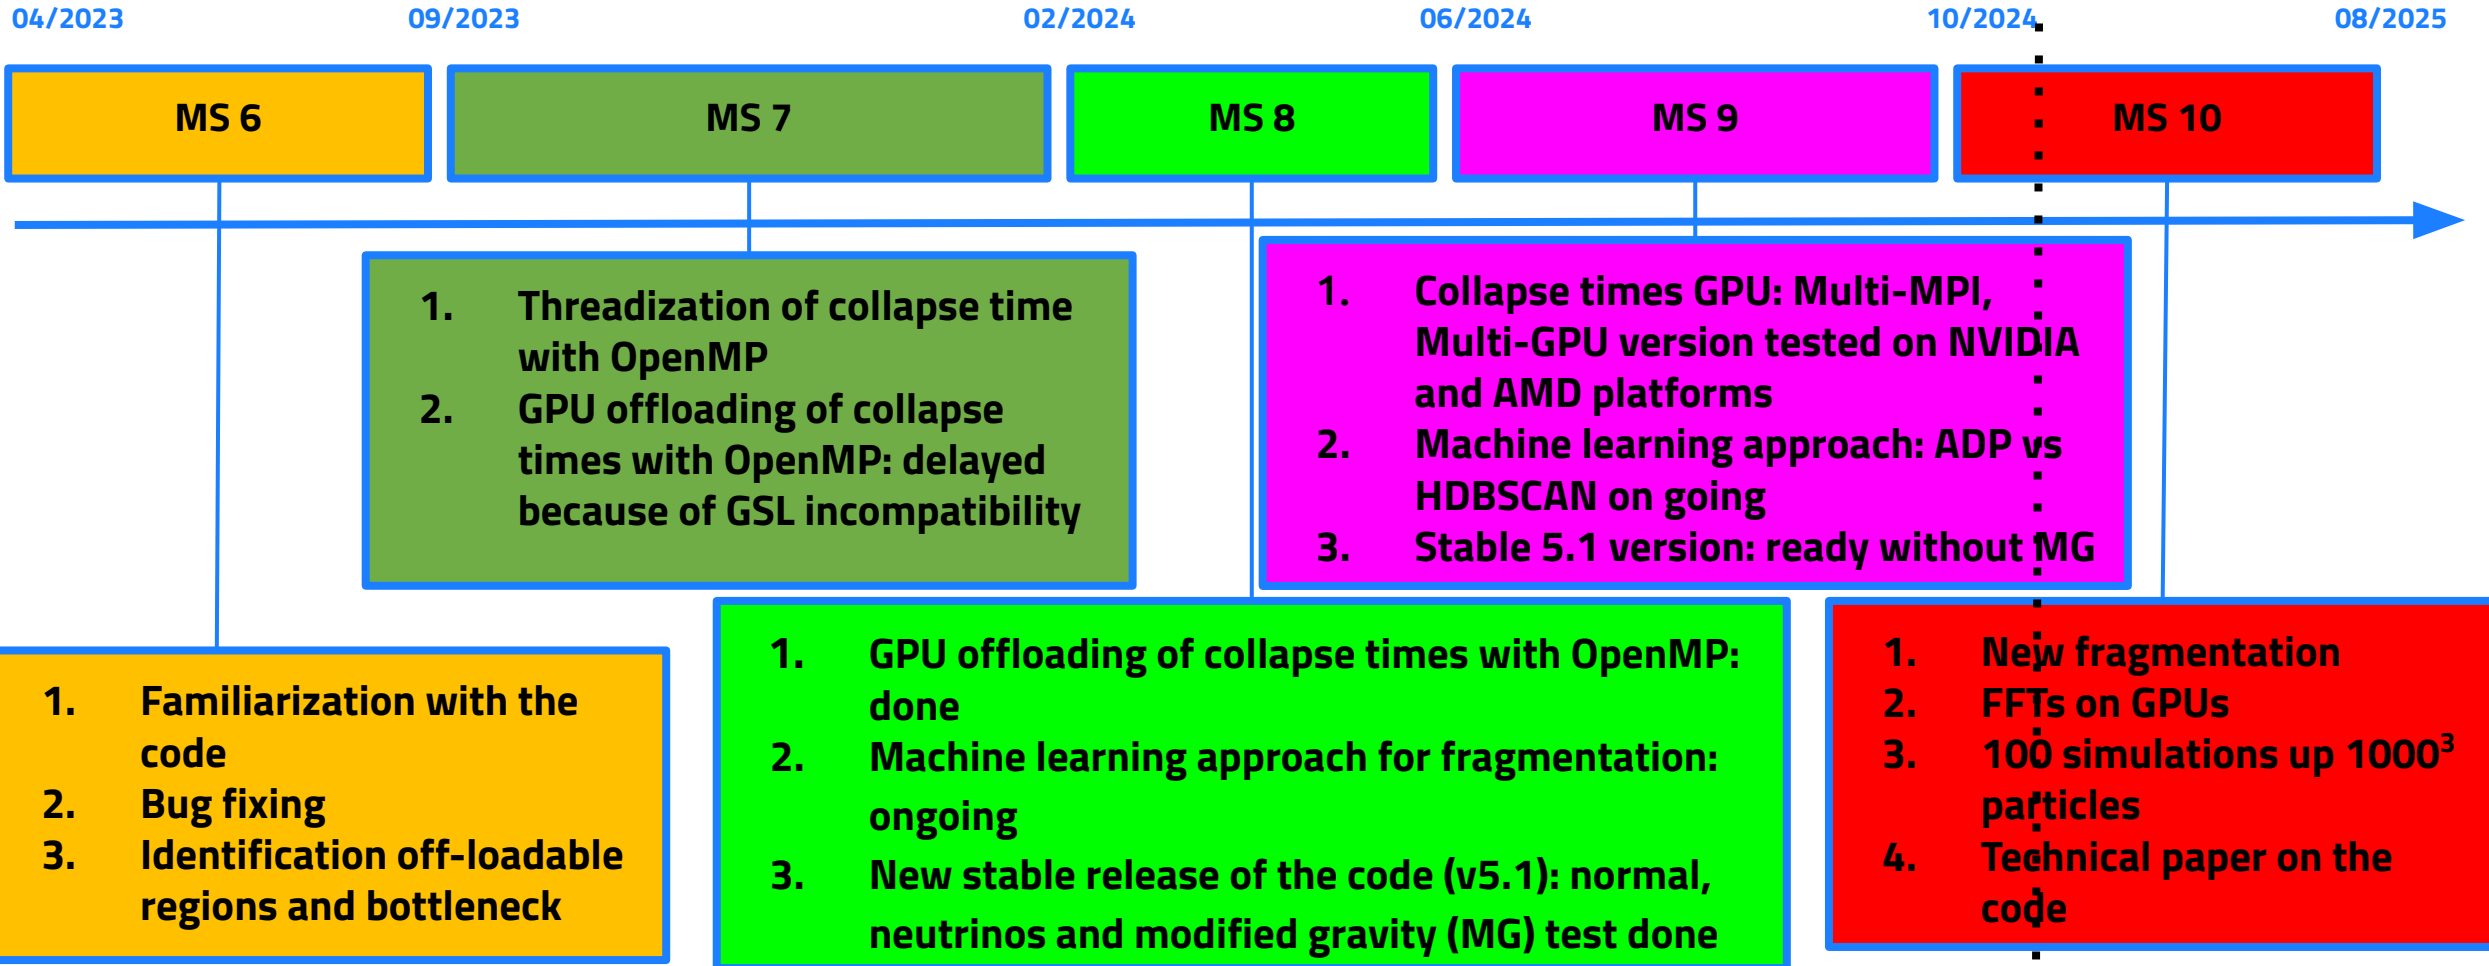 04/2023 09/2023 02/2024 06/2024 10/2024 08/2025
MS 6 MS 7 MS 8 MS 9 MS 10
1. Threadization of collapse time
with OpenMP
2. GPU offloading of collapse
times with OpenMP: delayed
because of GSL incompatibility
1. Collapse times GPU: Multi-MPI,
Multi-GPU version tested on NVIDIA
and AMD platforms
2. Machine learning approach: ADP vs
HDBSCAN on going
3. Stable 5.1 version: ready without MG
1. Familiarization with the
code
2. Bug fixing
3. Identification off-loadable
regions and bottleneck
1. GPU offloading of collapse times with OpenMP:
done
2. Machine learning approach for fragmentation:
ongoing
3. New stable release of the code (v5.1): normal,
neutrinos and modified gravity (MG) test done
1. New fragmentation
2. FFTs on GPUs
3. 100 simulations up 1000³
particles
4. Technical paper on the
code